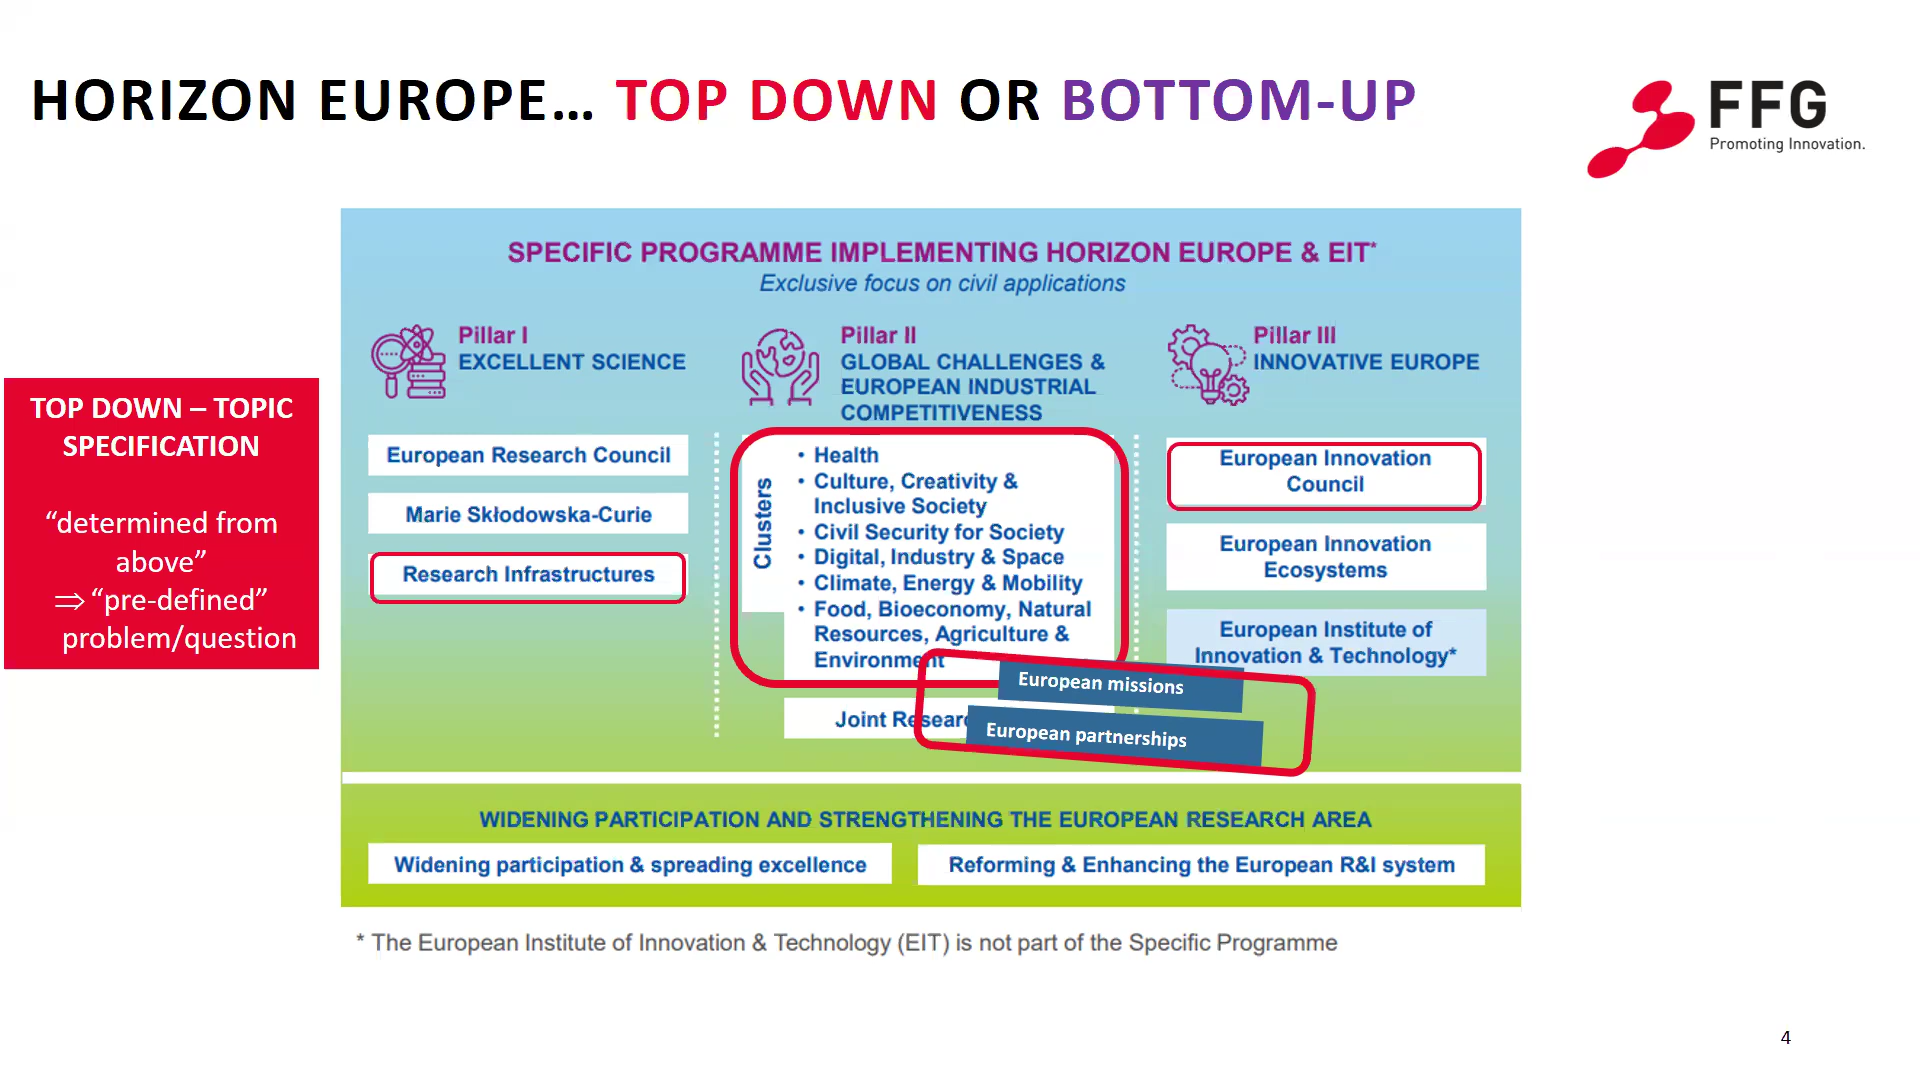 HORIZON EUROPE... TOP DOWN OR BOTTOM-UP
FFG
Promoting Innovation.
TOP DOWN – TOPIC
SPECIFICATION
“determined from
above”
⇒ “pre-defined”
problem/question
SPECIFIC PROGRAMME IMPLEMENTING HORIZON EUROPE & EIT*
Exclusive focus on civil applications
Pillar I
EXCELLENT SCIENCE
European Research Council
Marie Skłodowska-Curie
Research Infrastructures
Pillar II
GLOBAL CHALLENGES &
EUROPEAN INDUSTRIAL
COMPETITIVENESS
Clusters
• Health
• Culture, Creativity &
Inclusive Society
• Civil Security for Society
• Digital, Industry & Space
• Climate, Energy & Mobility
• Food, Bioeconomy, Natural
Resources, Agriculture &
Environment
Joint Researc
European missions
European partnerships
Pillar III
INNOVATIVE EUROPE
European Innovation
Council
European Innovation
Ecosystems
European Institute of
Innovation & Technology*
WIDENING PARTICIPATION AND STRENGTHENING THE EUROPEAN RESEARCH AREA
Widening participation & spreading excellence
Reforming & Enhancing the European R&I system
* The European Institute of Innovation & Technology (EIT) is not part of the Specific Programme
4